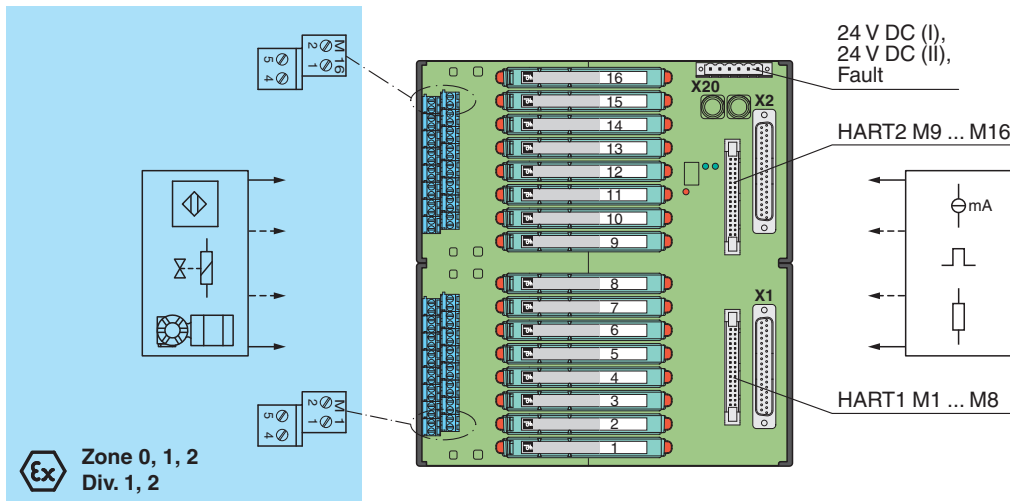 M 16
2 1
5 4
16
15
14
13
12
11
10
9
8
7
6
5
4
3
2
1
X20
X2
X1
24 V DC (I),
24 V DC (II),
Fault
HART2 M9 ... M16
mA
HART1 M1 ... M8
M 1
2 1
5 4
Ex
Zone 0, 1, 2
Div. 1, 2